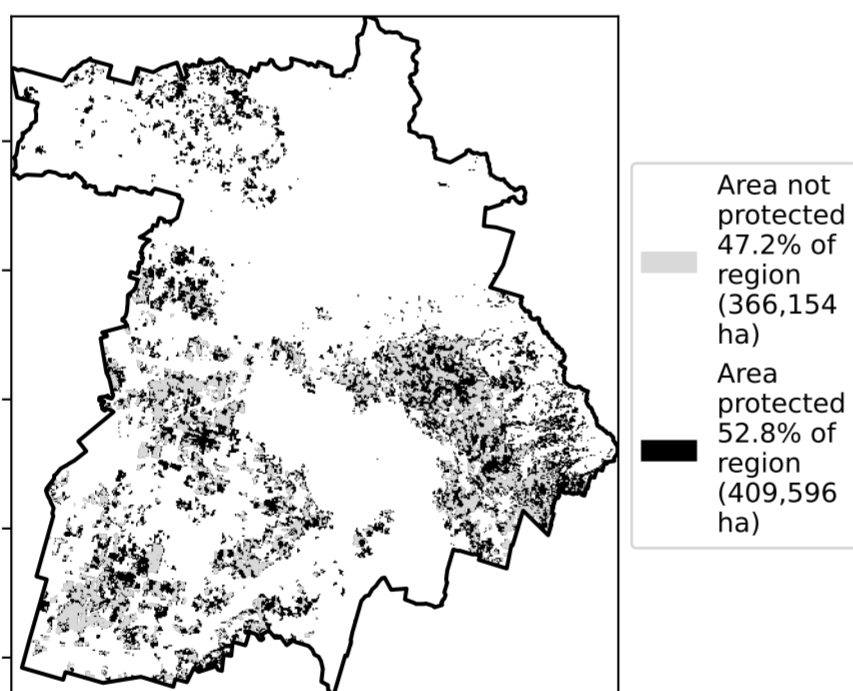 Area not
protected
47.2% of
region
(366,154
ha)
Area
protected
52.8% of
region
(409,596
ha)